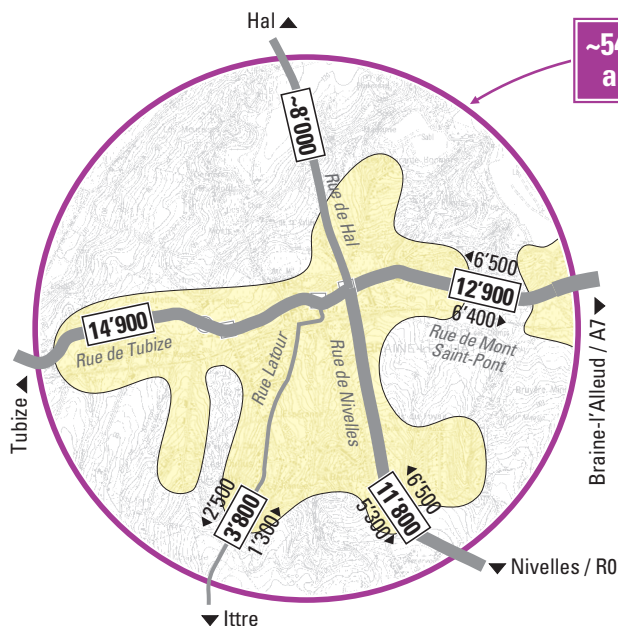 Hal ▲
~54
a
~8’000
Rue de Hal
◄6’500
12’900
6’400►
Rue de Mont
Saint-Pont
Braine-l’Alleud / A7 ►
14’900
Rue de Tubize
Tubize ▲
Rue Latour
Rue de Nivelles
◄2’500
3’800
1’300►
◄6’500
11’800
5’300►
▼ Nivelles / R0
▼ Ittre